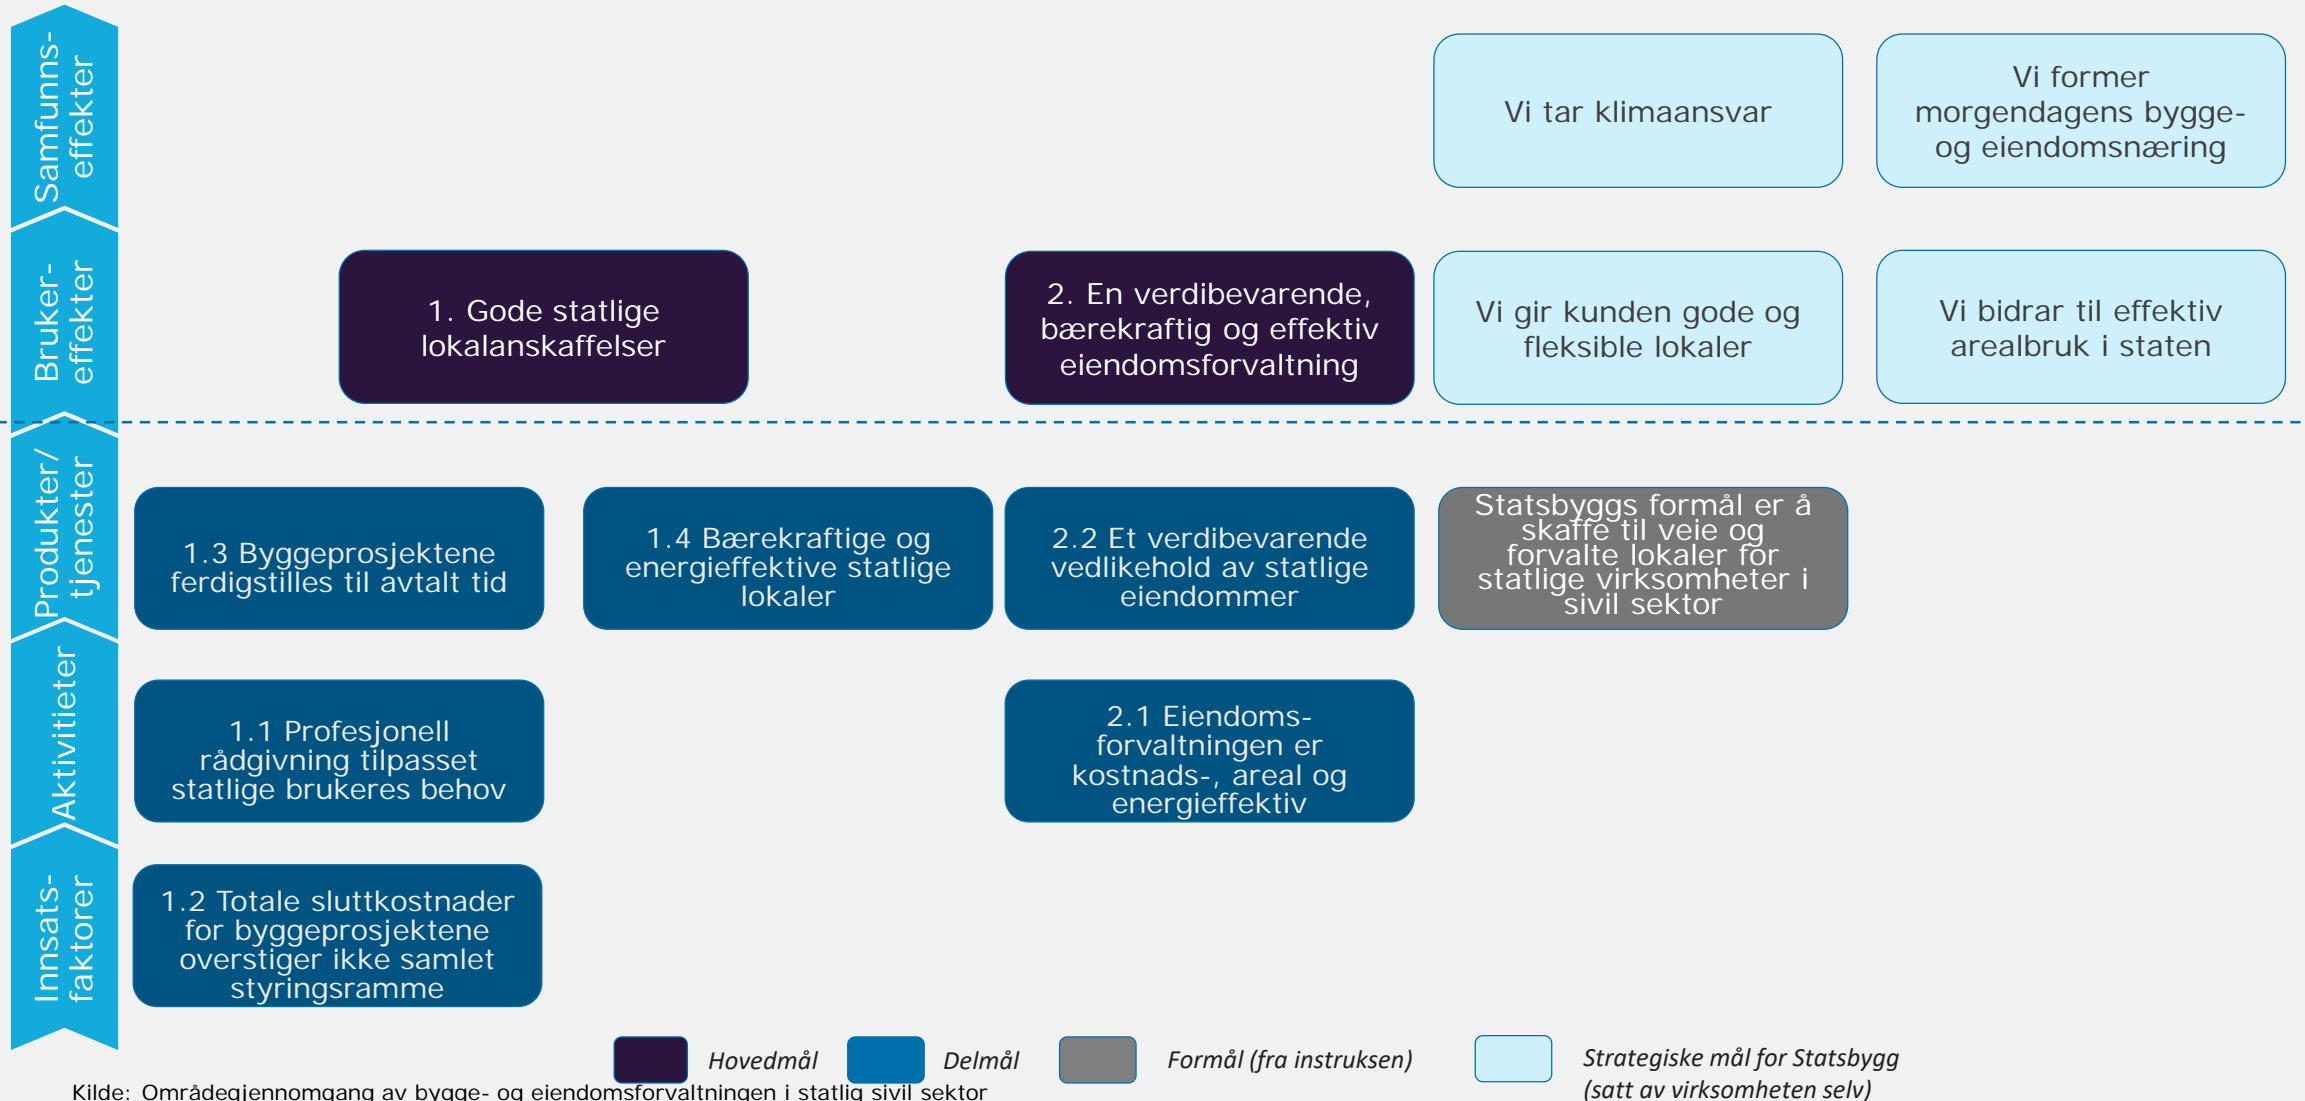 Samfunns-
effekter
Vi tar klimaansvar
Vi former
morgendagens bygge-
og eiendomsnæring
Bruker-
effekter
1. Gode statlige
lokalanskaffelser
2. En verdibevarende,
bærekraftig og effektiv
eiendomsforvaltning
Vi gir kunden gode og
fleksible lokaler
Vi bidrar til effektiv
arealbruk i staten
Produkter/
tjenester
1.3 Byggeprosjektene
ferdigstilles til avtalt tid
1.4 Bærekraftige og
energieffektive statlige
lokaler
2.2 Et verdibevarende
vedlikehold av statlige
eiendommer
Statsbyggs formål er å
skaffe til veie og
forvalte lokaler for
statlige virksomheter i
sivil sektor
Aktivitieter
1.1 Profesjonell
rådgivning tilpasset
statlige brukeres behov
2.1 Eiendoms-
forvaltningen er
kostnads-, areal og
energieffektiv
Innsats-
faktorer
1.2 Totale sluttkostnader
for byggeprosjektene
overstiger ikke samlet
styringsramme
Hovedmål
Delmål
Formål (fra instruksen)
Strategiske mål for Statsbygg
(satt av virksomheten selv)
Kilde: Områdegjennomgang av bygge- og eiendomsforvaltningen i statlig sivil sektor